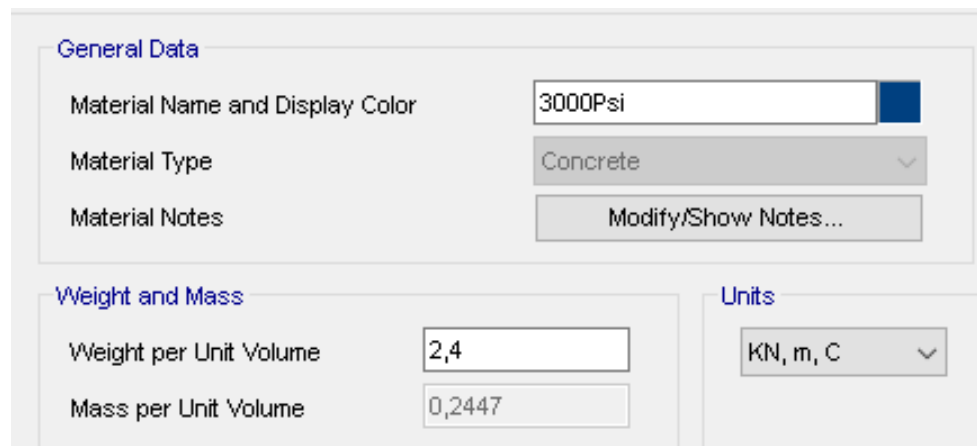 General Data
Material Name and Display Color 3000Psi
Material Type Concrete
Material Notes Modify/Show Notes...
Weight and Mass
Weight per Unit Volume 2,4
Mass per Unit Volume 0,2447
Units
KN, m, C